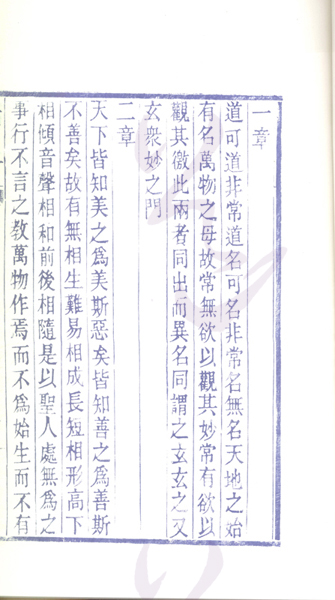 一章
道可道非常道名可名非常名無名天地之始
有名萬物之母故常無欲以觀其妙常有欲以
觀其徼此兩者同出而異名同謂之玄玄之又
玄衆妙之門
二章
天下皆知美之爲美斯惡矣皆知善之爲善斯
不善矣故有無相生難易相成長短相形高下
相傾音聲相和前後相隨是以聖人處無爲之
事行不言之敎萬物作焉而不爲始生而不有